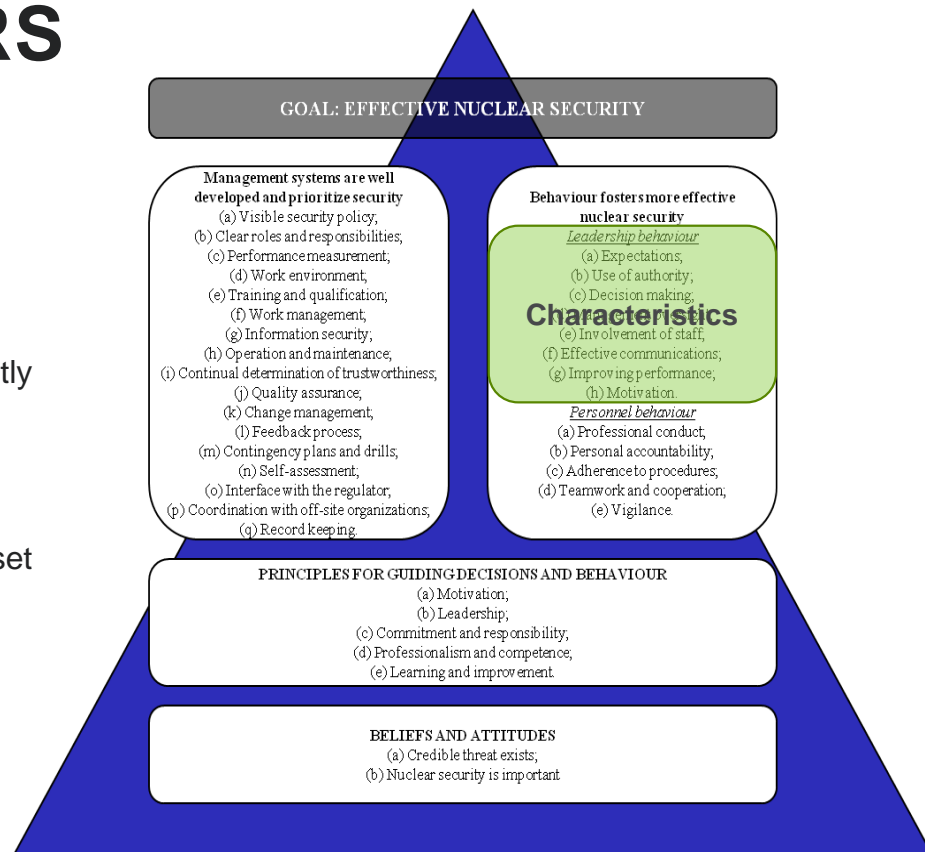 RS
GOAL: EFFECTIVE NUCLEAR SECURITY
Management systems are well
developed and prioritize security
(a) Visible security policy;
(b) Clear roles and responsibilities;
(c) Performance measurement;
(d) Work environment;
(e) Training and qualification;
(f) Work management;
(g) Information security;
(h) Operation and maintenance;
(i) Continual determination of trustworthiness;
(j) Quality assurance;
(k) Change management;
(l) Feedback process;
(m) Contingency plans and drills;
(n) Self-assessment;
(o) Interface with the regulator;
(p) Coordination with off-site organizations;
(q) Record keeping.
Behaviour fosters more effective
nuclear security
Leadership behaviour
(a) Expectations;
(b) Use of authority;
(c) Decision making;
Characteristics
(e) Involvement of staff;
(f) Effective communications;
(g) Improving performance;
(h) Motivation.
Personnel behaviour
(a) Professional conduct;
(b) Personal accountability;
(c) Adherence to procedures;
(d) Teamwork and cooperation;
(e) Vigilance.
tly
set
PRINCIPLES FOR GUIDING DECISIONS AND BEHAVIOUR
(a) Motivation;
(b) Leadership;
(c) Commitment and responsibility;
(d) Professionalism and competence;
(e) Learning and improvement.
BELIEFS AND ATTITUDES
(a) Credible threat exists;
(b) Nuclear security is important